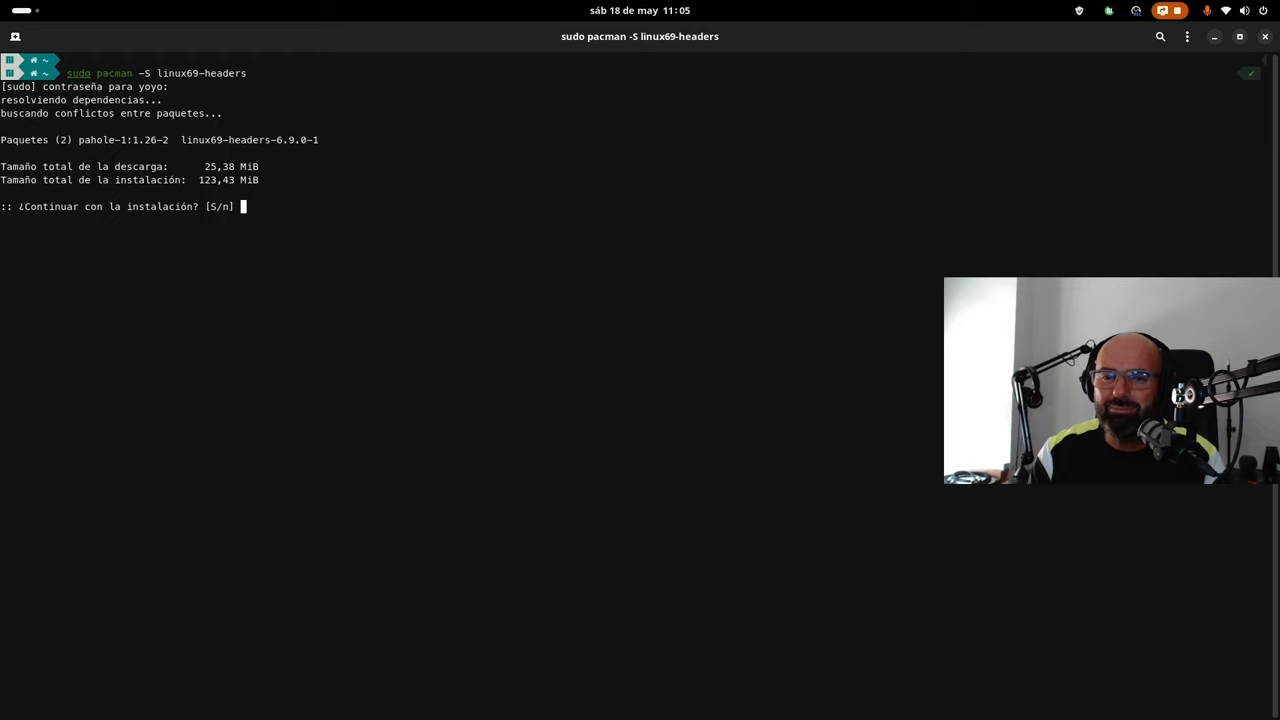 sáb 18 de may 11:05
sudo pacman -S linux69-headers
~
~ sudo pacman -S linux69-headers
[sudo] contraseña para yoyo:
resolviendo dependencias...
buscando conflictos entre paquetes...
Paquetes (2) pahole-1:1.26-2 linux69-headers-6.9.0-1
Tamaño total de la descarga: 25,38 MiB
Tamaño total de la instalación: 123,43 MiB
:: ¿Continuar con la instalación? [S/n]